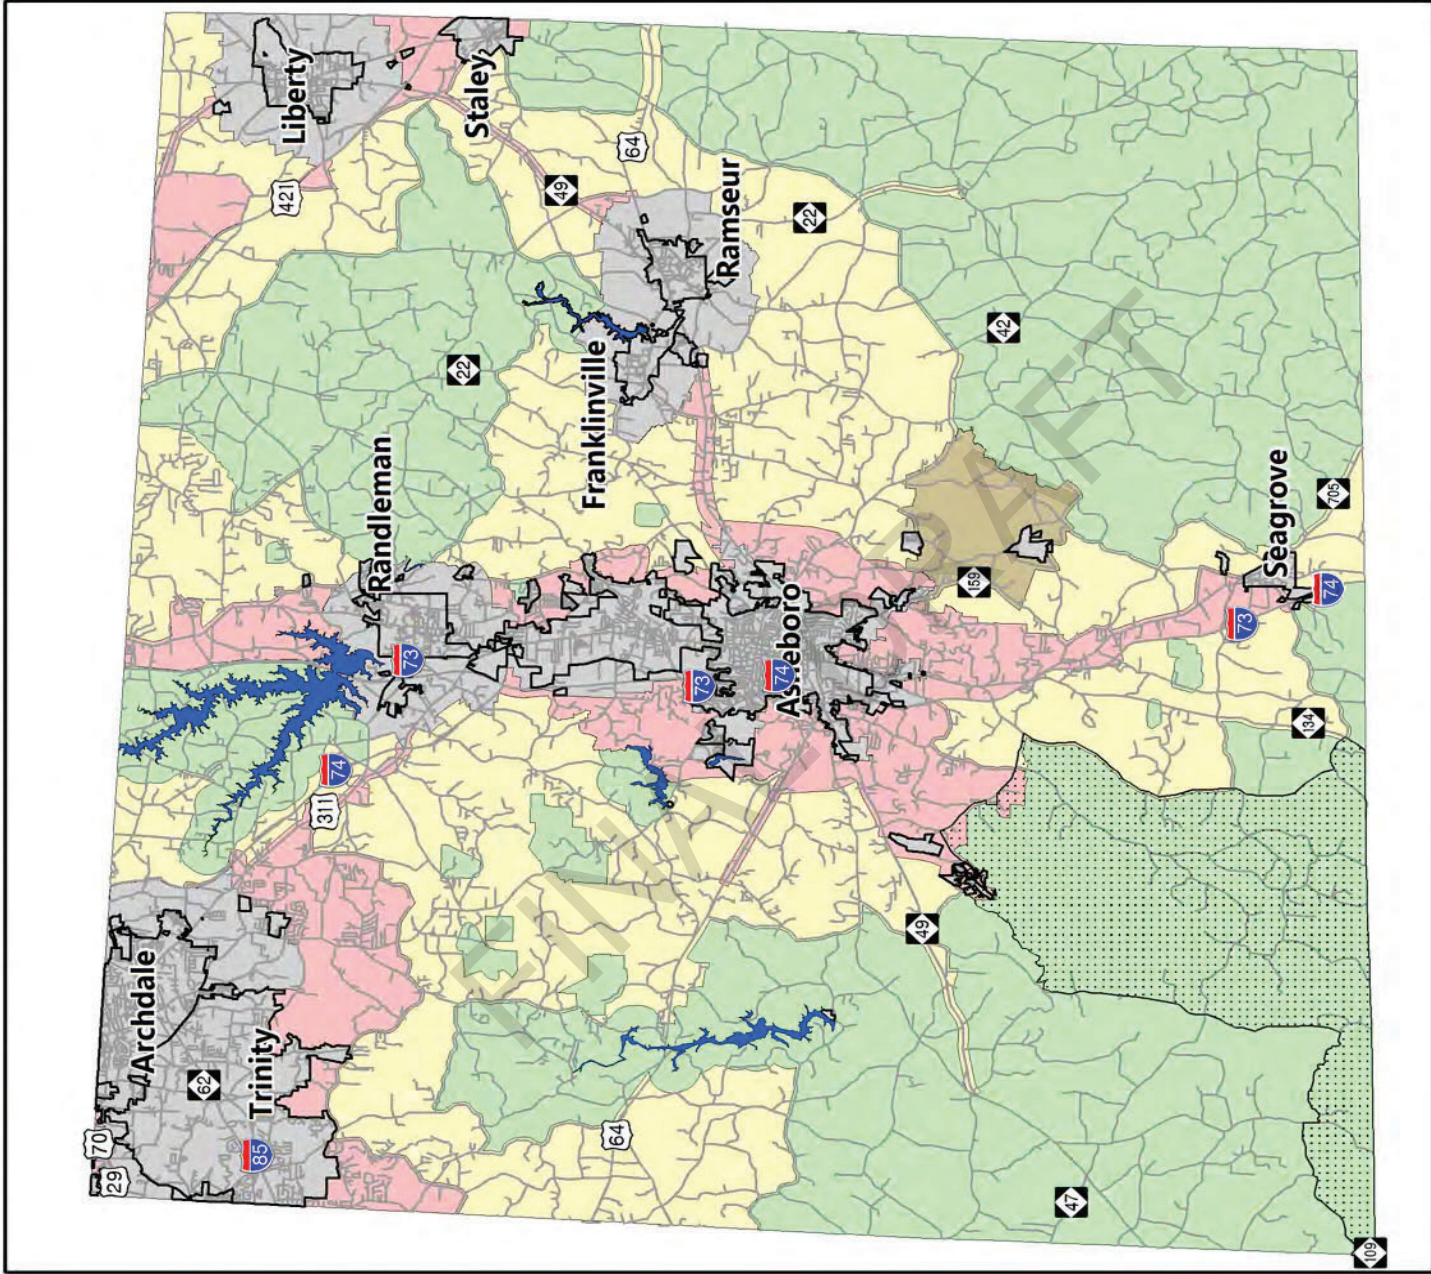 Liberty
Staley
421
49
64
Ramseur
22
22
42
Franklinville
Randleman
73
74
311
Archdale
62
Trinity
70
29
85
73
74
Asheboro
159
Seagrove
705
74
73
134
49
64
47
109
FINAL DRAFT